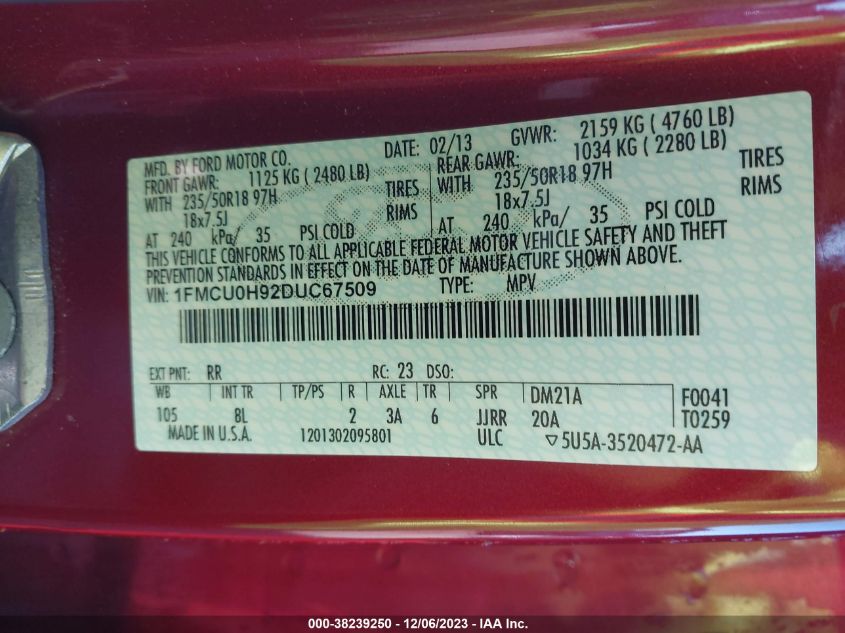 MFD. BY FORD MOTOR CO. DATE: 02/13 GVWR: 2159 KG ( 4760 LB)
FRONT GAWR: 1125 KG ( 2480 LB) REAR GAWR: 1034 KG ( 2280 LB)
WITH 235/50R18 97H TIRES WITH 235/50R18 97H TIRES
18x7.5J RIMS 18x7.5J RIMS
AT 240 kPa/ 35 PSI COLD AT 240 kPa/ 35 PSI COLD
THIS VEHICLE CONFORMS TO ALL APPLICABLE FEDERAL MOTOR VEHICLE SAFETY AND THEFT
PREVENTION STANDARDS IN EFFECT ON THE DATE OF MANUFACTURE SHOWN ABOVE.
VIN: 1FMCU0H92DUC67509 TYPE: MPV
EXT PNT: RR RC: 23 DSO:
WB INT TR TP/PS R AXLE TR SPR DM21A F0041
105 8L 2 3A 6 JJRR 20A T0259
MADE IN U.S.A. 1201302095801 ULC ▽5U5A-3520472-AA
000-38239250 - 12/06/2023 - IAA Inc.